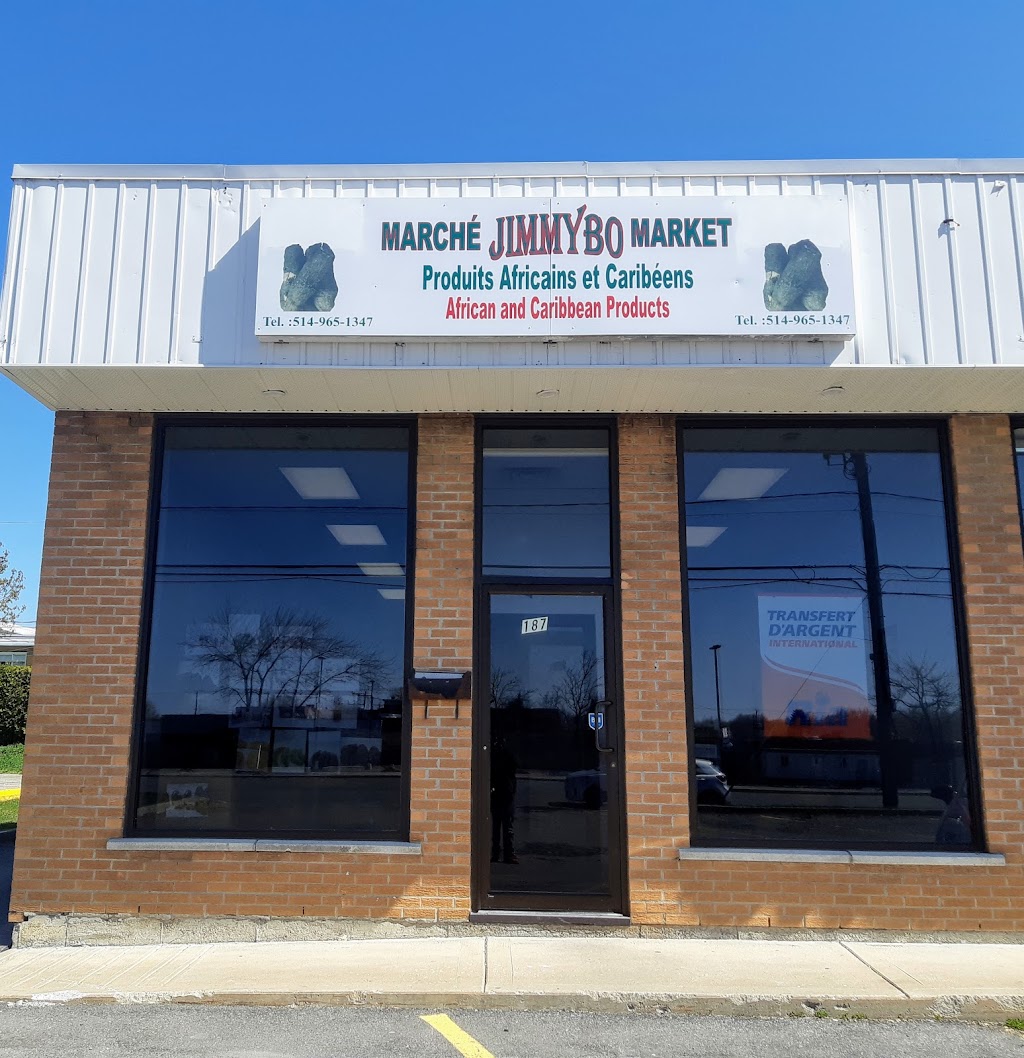 MARCHÉ JIMMYBO MARKET
Produits Africains et Caribéens
African and Caribbean Products
Tel. :514-965-1347
Tel. :514-965-1347
187
TRANSFERT
D'ARGENT
INTERNATIONAL